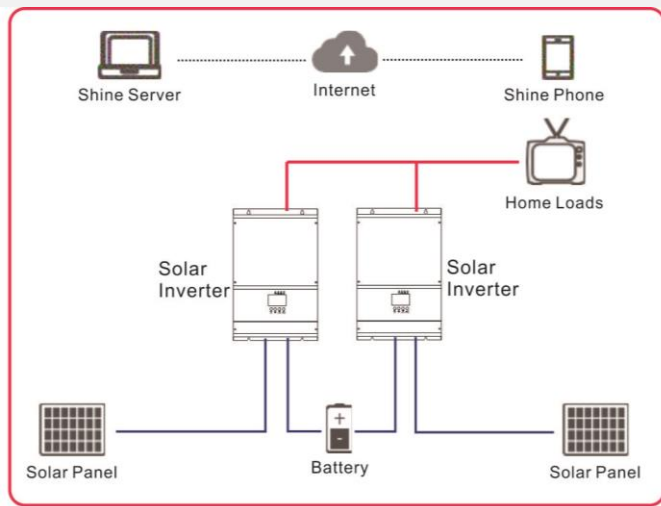 Shine Server
Internet
Shine Phone
Home Loads
Solar
Inverter
Solar
Inverter
Solar Panel
Battery
Solar Panel